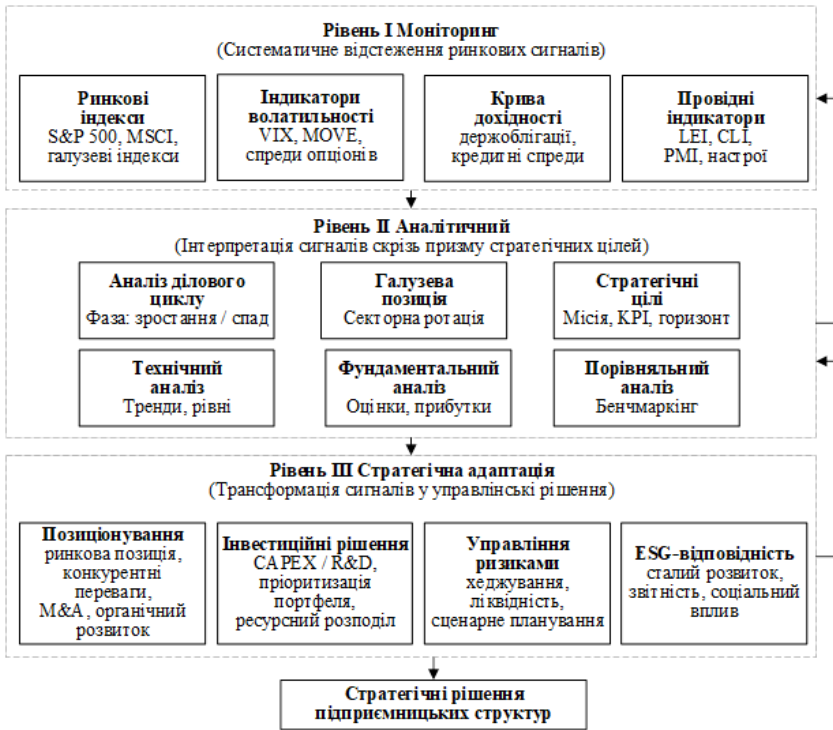 Рівень I Моніторинг
(Систематичне відстеження ринкових сигналів)
Ринкові
індекси
S&P 500, MSCI,
галузеві індекси
Індикатори
волатильності
VIX, MOVE,
спреди опціонів
Крива
дохідності
держоблігації,
кредитні спреди
Провідні
індикатори
LEI, CLI,
PMI, настрої
Рівень II Аналітичний
(Інтерпретація сигналів скрізь призму стратегічних цілей)
Аналіз ділового
циклу
Фаза: зростання / спад
Галузева
позиція
Секторна ротація
Стратегічні
цілі
Місія, KPI, горизонт
Технічний
аналіз
Тренди, рівні
Фундаментальний
аналіз
Оцінки, прибутки
Порівняльний
аналіз
Бенчмаркінг
Рівень III Стратегічна адаптація
(Трансформація сигналів у управлінські рішення)
Позиціонування
ринкова позиція,
конкурентні
переваги,
M&A, органічний
розвиток
Інвестиційні рішення
CAPEX / R&D,
пріоритизація
портфеля,
ресурсний розподіл
Управління
ризиками
хеджування,
ліквідність,
сценарне планування
ESG-відповідність
сталий розвиток,
звітність, соціальний
вплив
Стратегічні рішення
підприємницьких структур